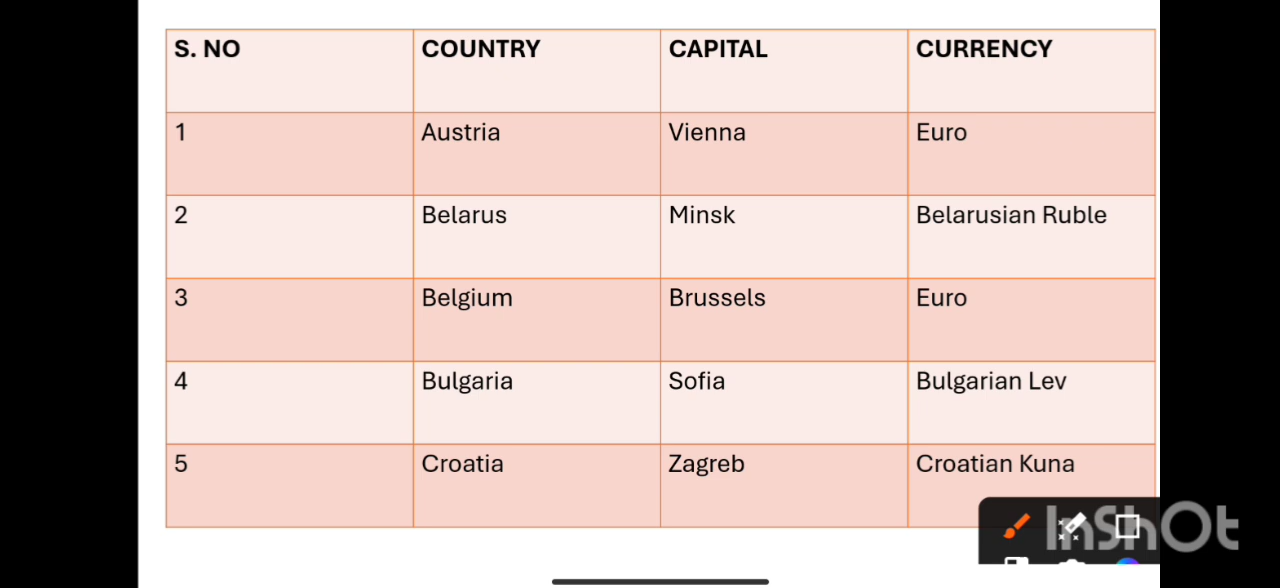 S. NO COUNTRY CAPITAL CURRENCY
1 Austria Vienna Euro
2 Belarus Minsk Belarusian Ruble
3 Belgium Brussels Euro
4 Bulgaria Sofia Bulgarian Lev
5 Croatia Zagreb Croatian Kuna
InShOt